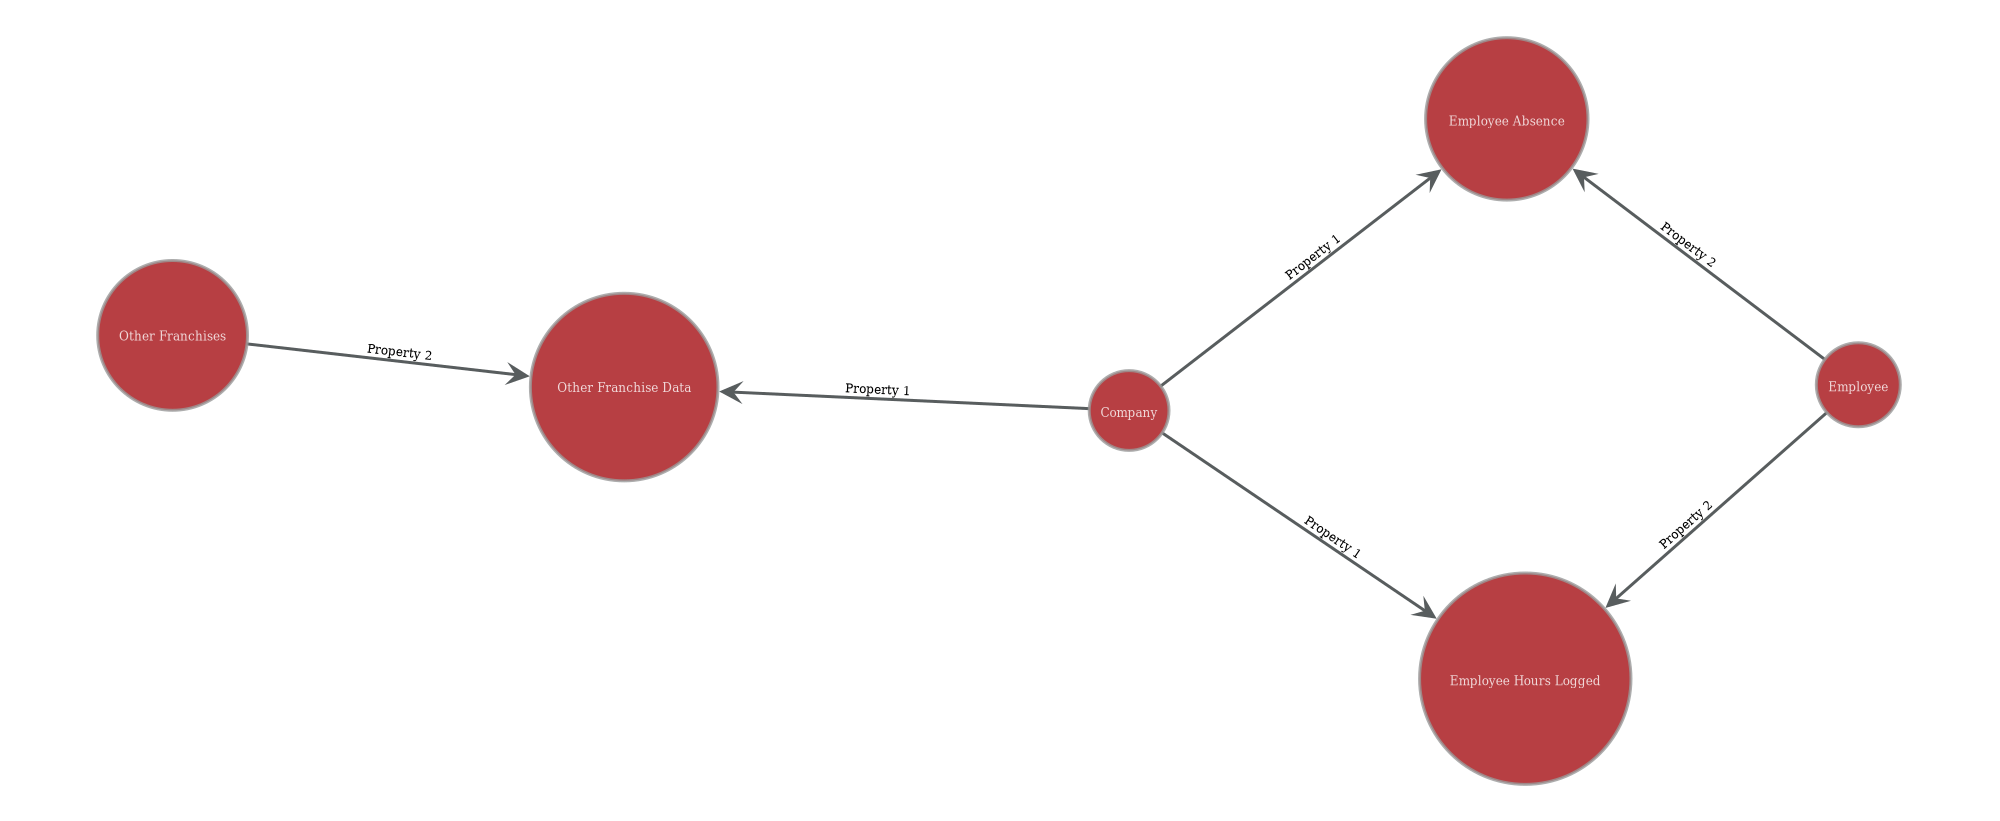 Employee Absence
Property 1
Property 2
Other Franchises
Property 2
Other Franchise Data
Property 1
Company
Employee
Property 1
Property 2
Employee Hours Logged